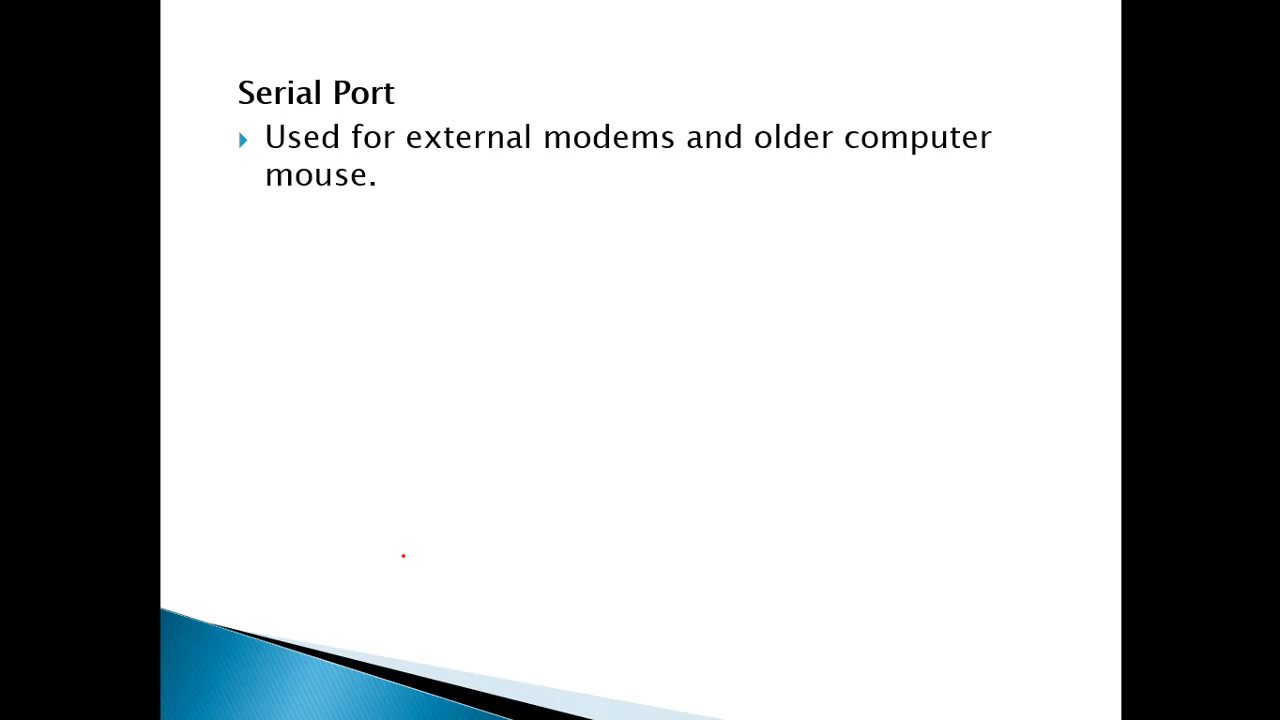 Serial Port
Used for external modems and older computer
mouse.